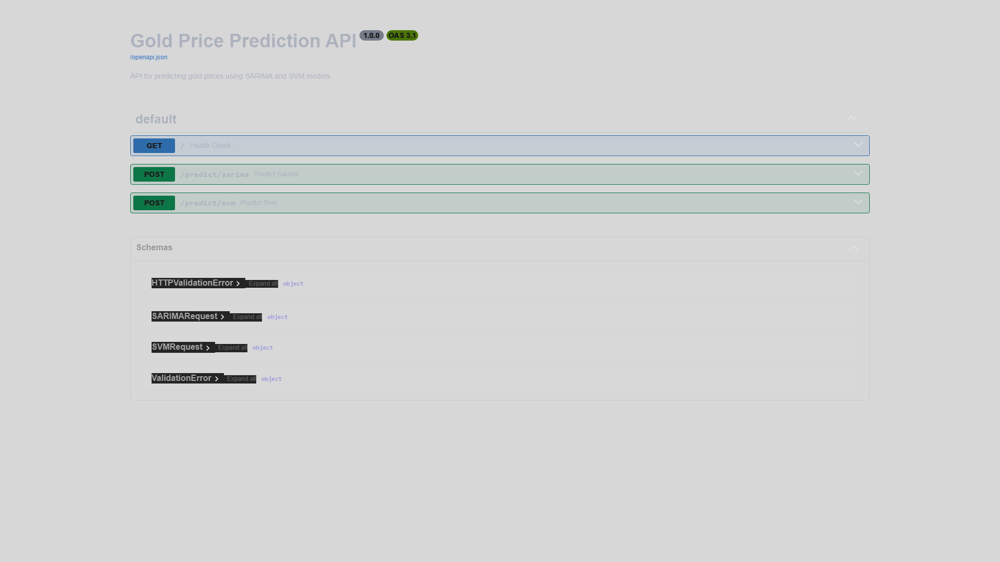 Gold Price Prediction API 1.0.0 OAS 3.1
/openapi.json
API for predicting gold prices using SARIMA and SVM models.
default
GET / Health Check
POST /predict/sarima Predict Sarima
POST /predict/svm Predict Svm
Schemas
HTTPValidationError Expand all object
SARIMARequest Expand all object
SVMRequest Expand all object
ValidationError Expand all object